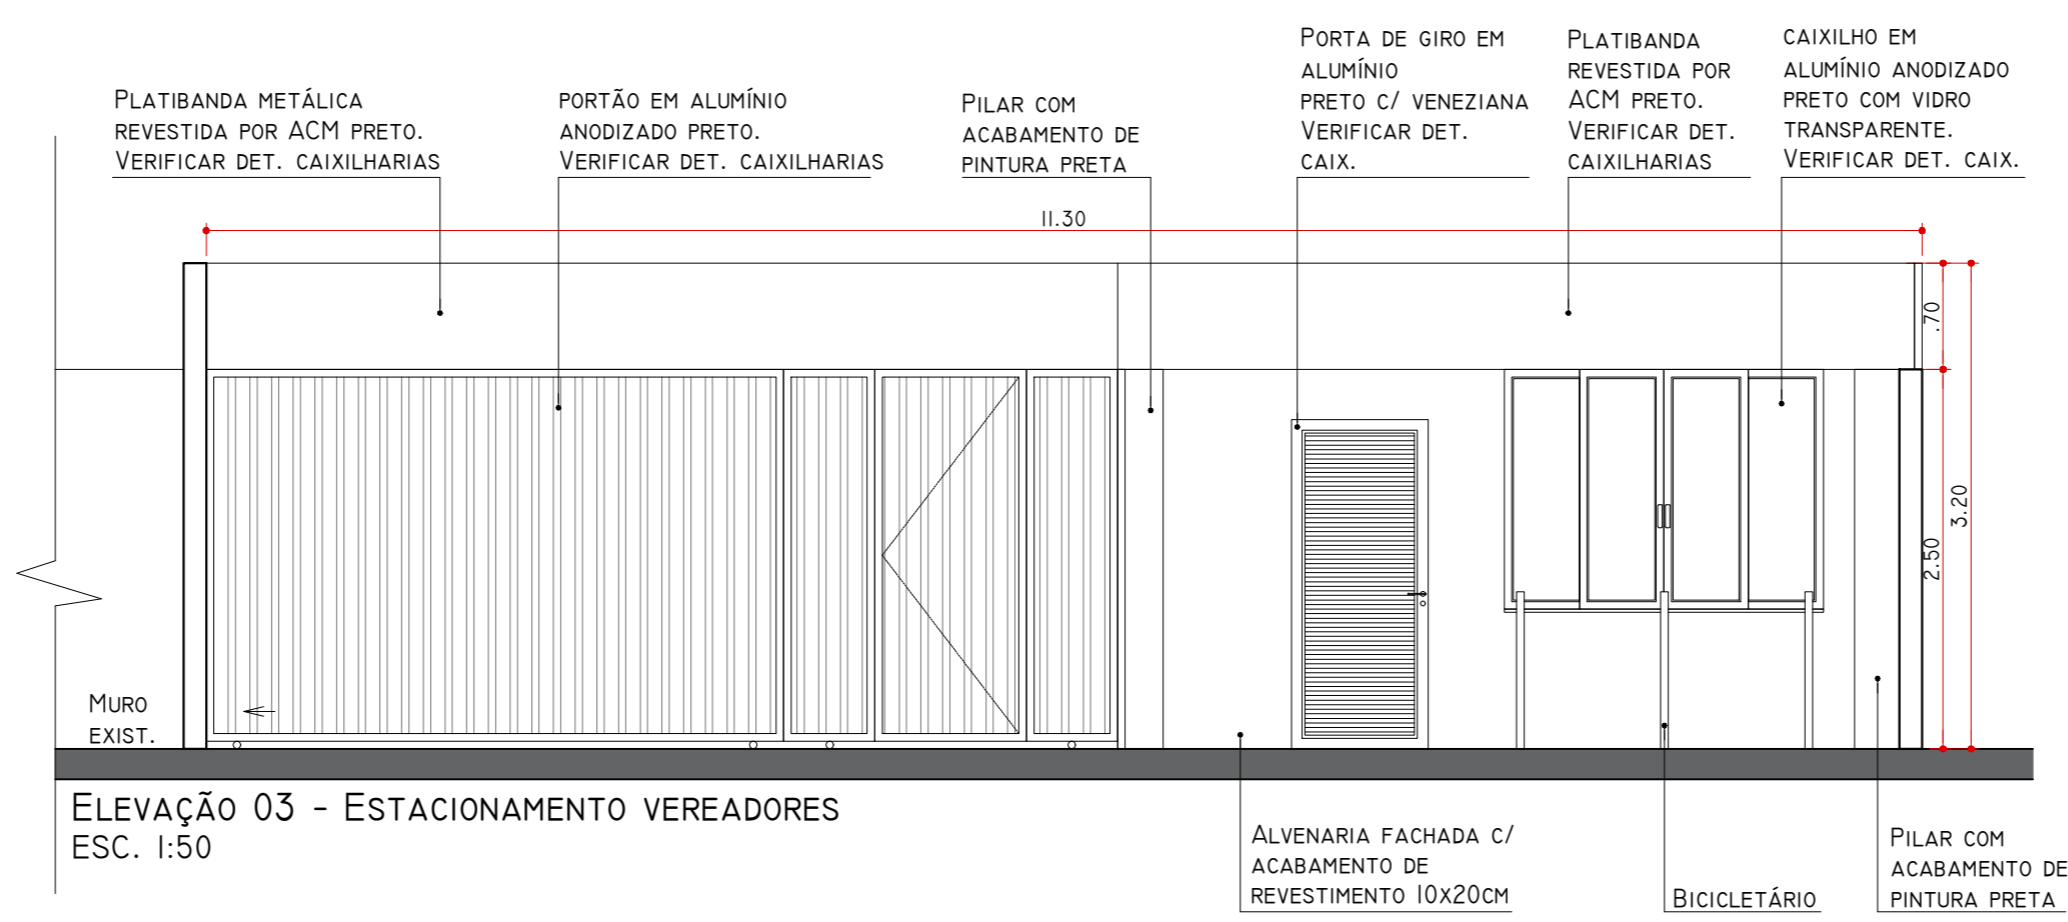 Platibanda metálica
revestida por ACM preto.
Verificar det. caixilharias
portão em alumínio
anodizado preto.
Verificar det. caixilharias
Pilar com
acabamento de
pintura preta
Porta de giro em
alumínio
preto c/ veneziana
Verificar det.
caix.
Platibanda
revestida por
ACM preto.
Verificar det.
caixilharias
caixilho em
alumínio anodizado
preto com vidro
transparente.
Verificar det. caix.
11.30
.70
3.20
2.50
Muro
exist.
Elevação 03 - Estacionamento vereadores
ESC. 1:50
Alvenaria fachada c/
acabamento de
revestimento 10x20cm
Bicicletário
Pilar com
acabamento de
pintura preta